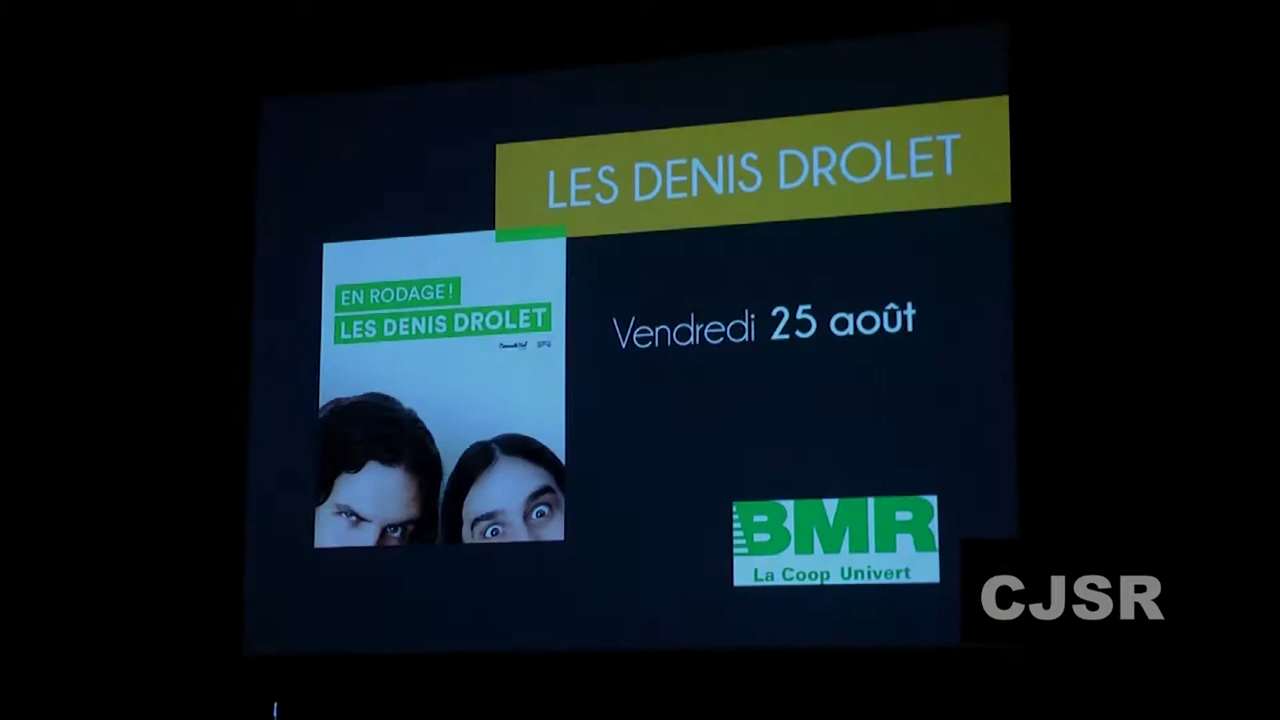 LES DENIS DROLET
EN RODAGE!
LES DENIS DROLET
Vendredi 25 août
BMR
La Coop Univert
CJSR